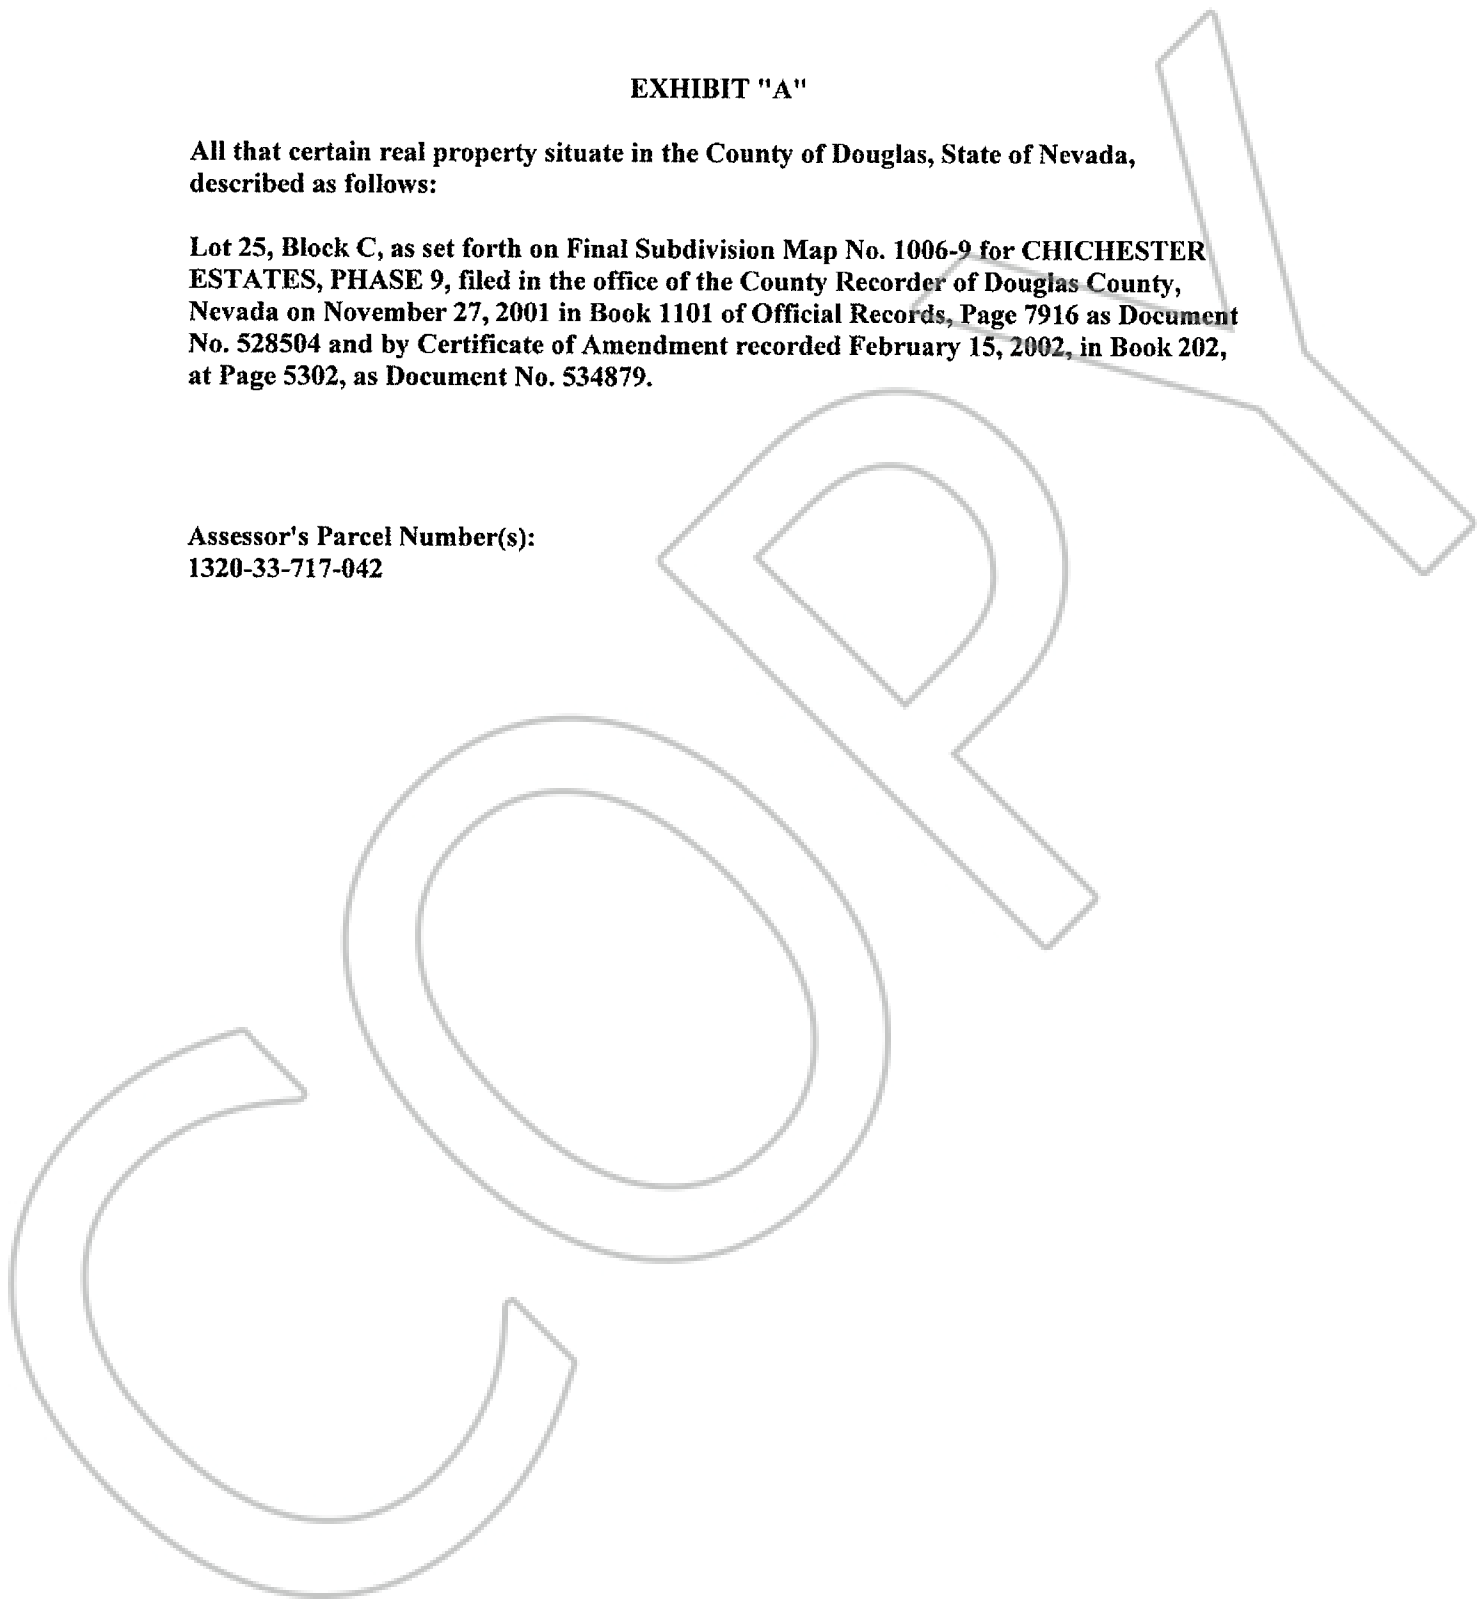 EXHIBIT "A"
All that certain real property situate in the County of Douglas, State of Nevada,
described as follows:
Lot 25, Block C, as set forth on Final Subdivision Map No. 1006-9 for CHICHESTER
ESTATES, PHASE 9, filed in the office of the County Recorder of Douglas County,
Nevada on November 27, 2001 in Book 1101 of Official Records, Page 7916 as Document
No. 528504 and by Certificate of Amendment recorded February 15, 2002, in Book 202,
at Page 5302, as Document No. 534879.
Assessor's Parcel Number(s):
1320-33-717-042
COPY